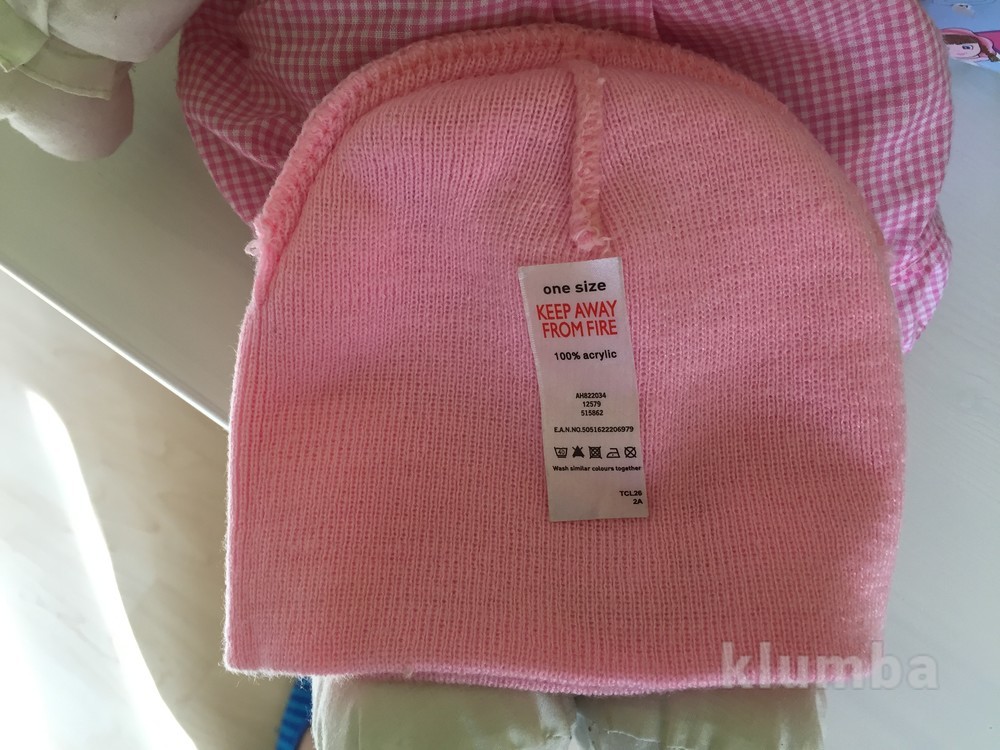 one size
KEEP AWAY
FROM FIRE
100% acrylic
AH822034
12579
515862
E.A.N.NO.5051622206979
Wash similar colours together
TCL26
2A
klumba